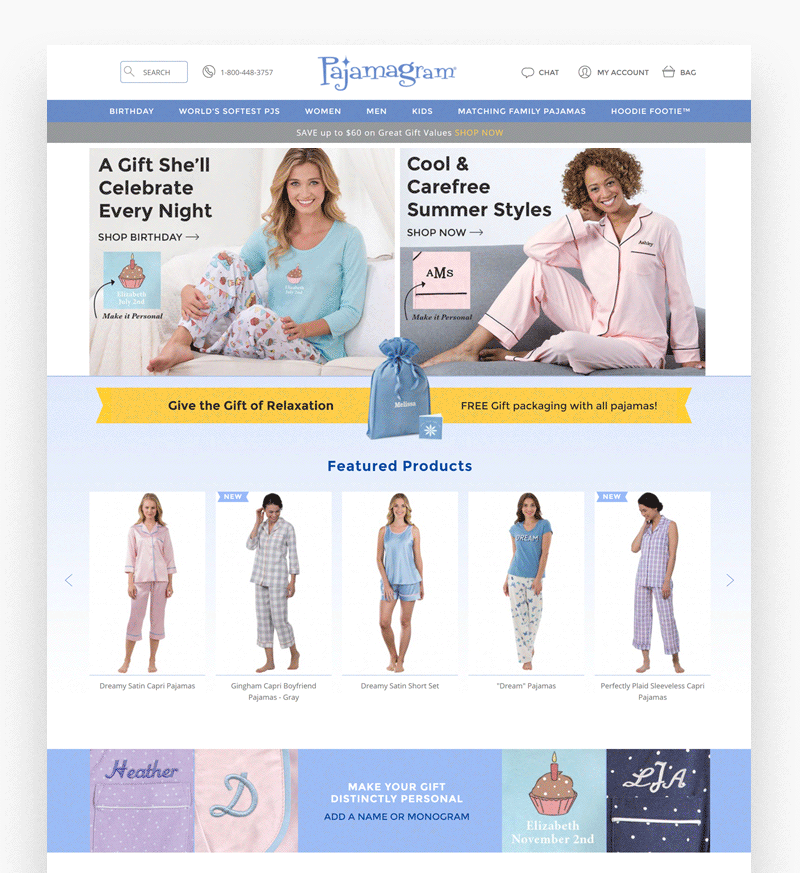 SEARCH
1-800-448-3757
Pajamagram
CHAT
MY ACCOUNT
BAG
BIRTHDAY
WORLD'S SOFTEST PJS
WOMEN
MEN
KIDS
MATCHING FAMILY PAJAMAS
HOODIE FOOTIE™
SAVE up to $60 on Great Gift Values SHOP NOW
A Gift She'll
Celebrate
Every Night
SHOP BIRTHDAY
Elizabeth
July 2nd
Make it Personal
Elizabeth
July 2nd
Cool &
Carefree
Summer Styles
SHOP NOW
AMS
Make it Personal
Ashley
Give the Gift of Relaxation
Melissa
FREE Gift packaging with all pajamas!
Featured Products
NEW
DREAM
NEW
Dreamy Satin Capri Pajamas
Gingham Capri Boyfriend
Pajamas - Gray
Dreamy Satin Short Set
"Dream" Pajamas
Perfectly Plaid Sleeveless Capri
Pajamas
Heather
D
MAKE YOUR GIFT
DISTINCTLY PERSONAL
ADD A NAME OR MONOGRAM
Elizabeth
November 2nd
LJA